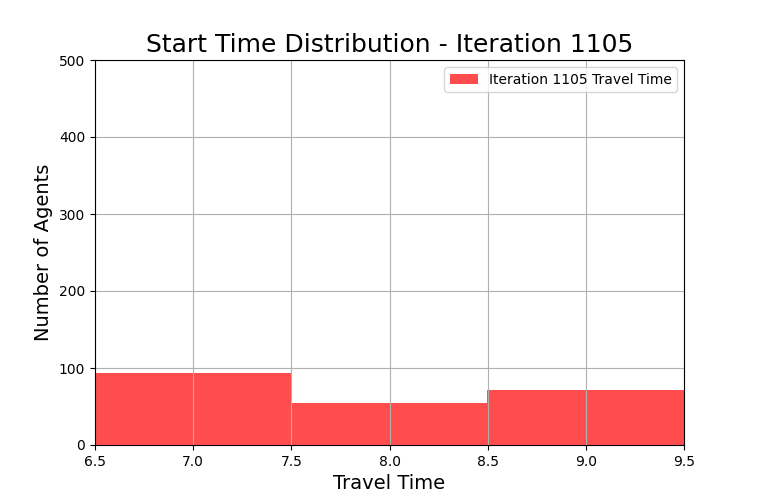 Start Time Distribution - Iteration 1105
500
Iteration 1105 Travel Time
400
300
200
100
0
Number of Agents
6.5 7.0 7.5 8.0 8.5 9.0 9.5
Travel Time